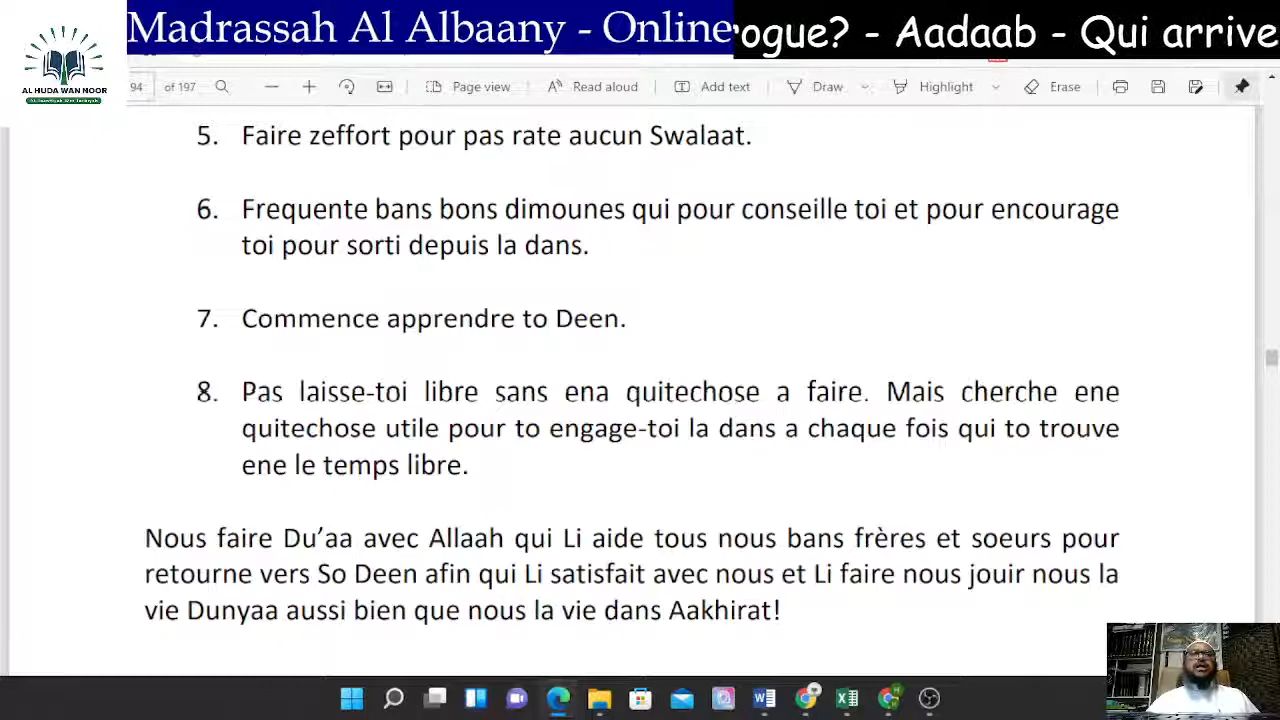 Madrassah Al Albaany - Online
rogue? - Aadaab - Qui arrive
AL HUDA WAN NOOR
94 of 197 Page view Read aloud Add text Draw Highlight Erase
5. Faire zeffort pour pas rate aucun Swalaat.
6. Frequente bans bons dimounes qui pour conseille toi et pour encourage
toi pour sorti depuis la dans.
7. Commence apprendre to Deen.
8. Pas laisse-toi libre sans ena quitechose a faire. Mais cherche ene
quitechose utile pour to engage-toi la dans a chaque fois qui to trouve
ene le temps libre.
Nous faire Du’aa avec Allaah qui Li aide tous nous bans frères et soeurs pour
retourne vers So Deen afin qui Li satisfait avec nous et Li faire nous jouir nous la
vie Dunyaa aussi bien que nous la vie dans Aakhirat!